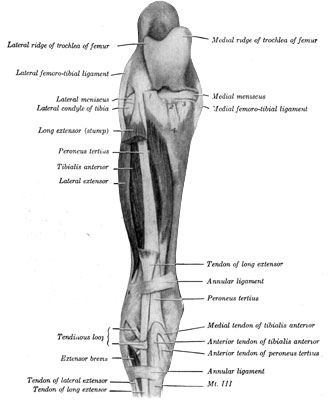 Lateral ridge of trochlea of femur
Medial ridge of trochlea of femur
Lateral femoro-tibial ligament
Lateral meniscus
Medial meniscus
Lateral condyle of tibia
Medial femoro-tibial ligament
Long extensor (stump)
Peroneus tertius
Tibialis anterior
Lateral extensor
Tendon of long extensor
Annular ligament
Peroneus tertius
Medial tendon of tibialis anterior
Tendinous loop
Anterior tendon of tibialis anterior
Anterior tendon of peroneus tertius
Extensor brevis
Annular ligament
Tendon of lateral extensor
Mt. III
Tendon of long extensor